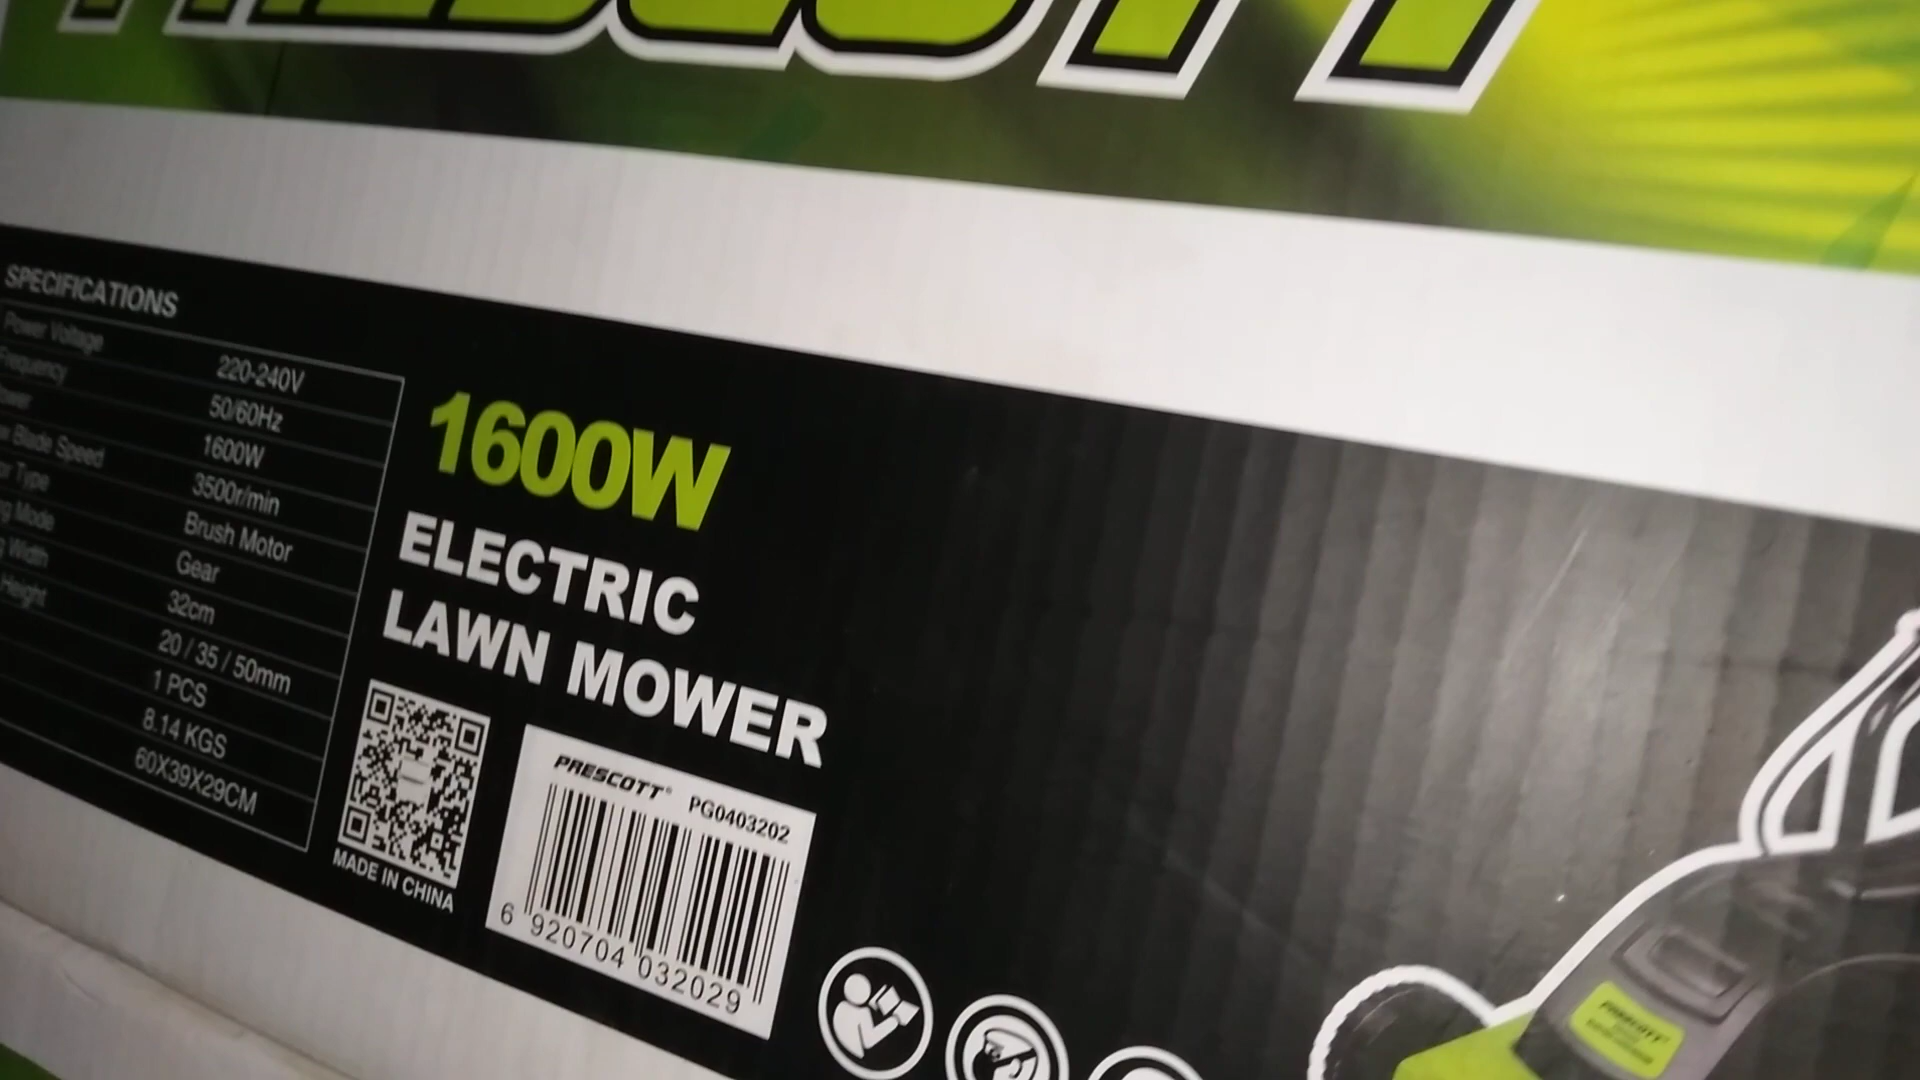 PRESCOTT
SPECIFICATIONS
Power Voltage 220-240V
Frequency 50/60Hz
Power 1600W
Blade Speed 3500r/min
Type Brush Motor
Mode Gear
Width 32cm
Height 20 / 35 / 50mm
1 PCS
8.14 KGS
60X39X29CM
1600W
ELECTRIC
LAWN MOWER
MADE IN CHINA
PRESCOTT® PG0403202
6 920704 032029
PRESCOTT